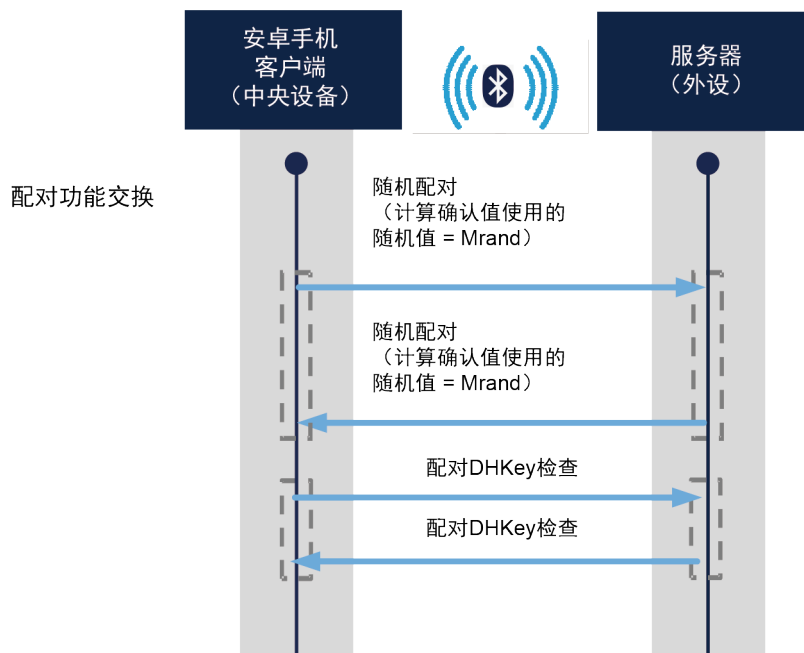 安卓手机
客户端
（中央设备）
服务器
（外设）
配对功能交换
随机配对
（计算确认值使用的
随机值 = Mrand）
随机配对
（计算确认值使用的
随机值 = Mrand）
配对DHKey检查
配对DHKey检查